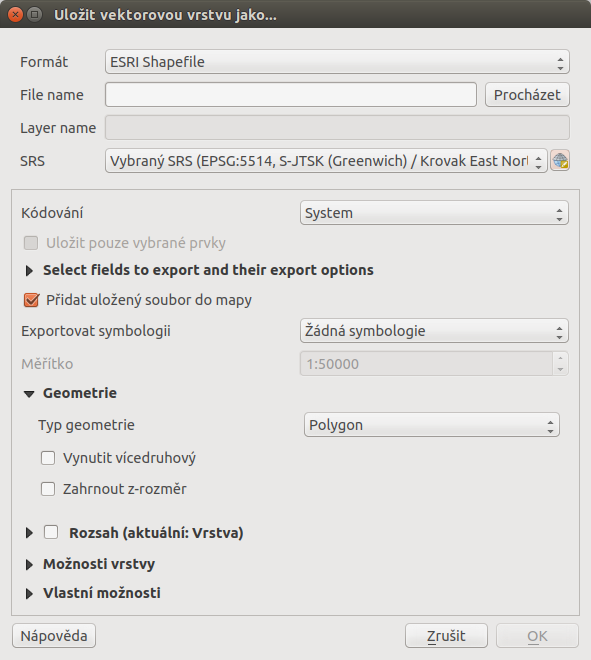 Uložit vektorovou vrstvu jako...
Formát ESRI Shapefile
File name Procházet
Layer name
SRS Vybraný SRS (EPSG:5514, S-JTSK (Greenwich) / Krovak East Nort
Kódování System
Uložit pouze vybrané prvky
Select fields to export and their export options
Přidat uložený soubor do mapy
Exportovat symbologii Žádná symbologie
Měřítko 1:50000
Geometrie
Typ geometrie Polygon
Vynutit vícedruhový
Zahrnout z-rozměr
Rozsah (aktuální: Vrstva)
Možnosti vrstvy
Vlastní možnosti
Nápověda Zrušit OK